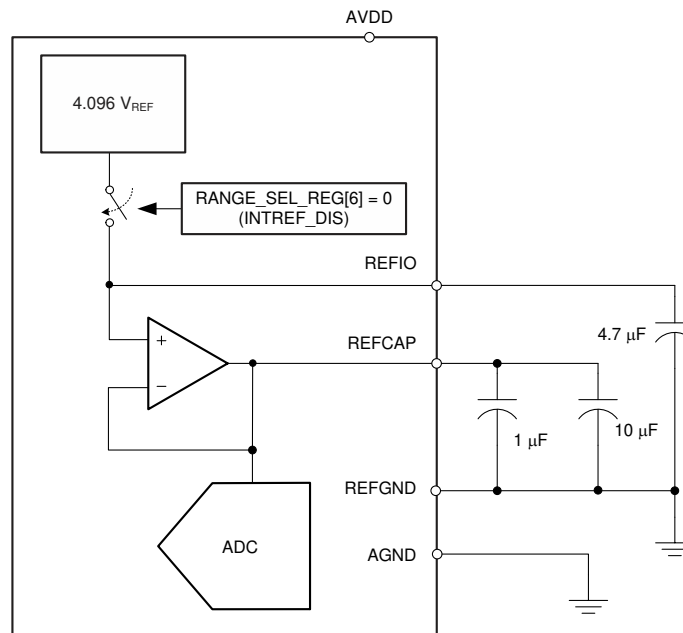 AVDD
4.096 VREF
RANGE_SEL_REG[6] = 0
(INTREF_DIS)
REFIO
4.7 µF
REFCAP
+
−
1 µF
10 µF
REFGND
ADC
AGND